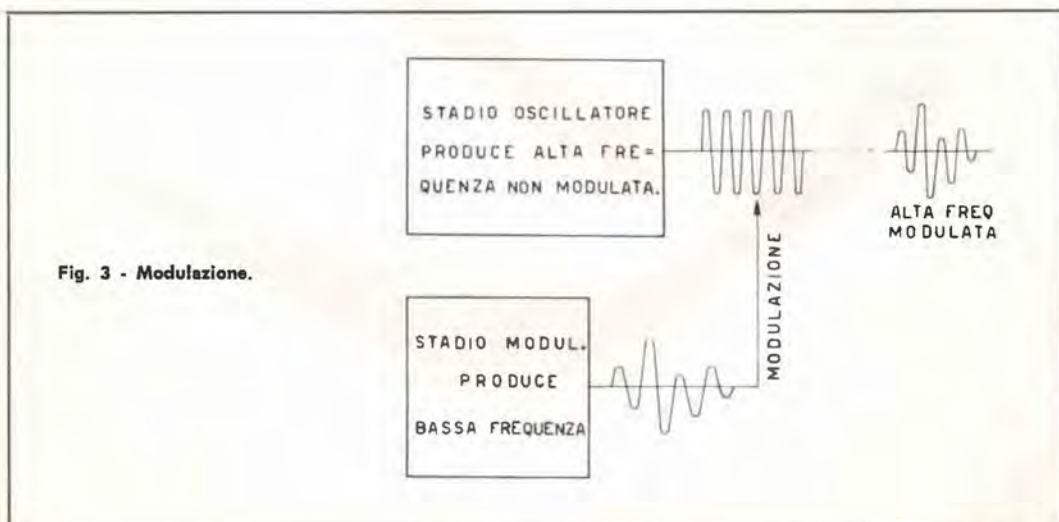 STADIO OSCILLATORE
PRODUCE ALTA FRE=
QUENZA NON MODULATA.
ALTA FREQ
MODULATA
MODULAZIONE
Fig. 3 - Modulazione.
STADIO MODUL.
PRODUCE
BASSA FREQUENZA